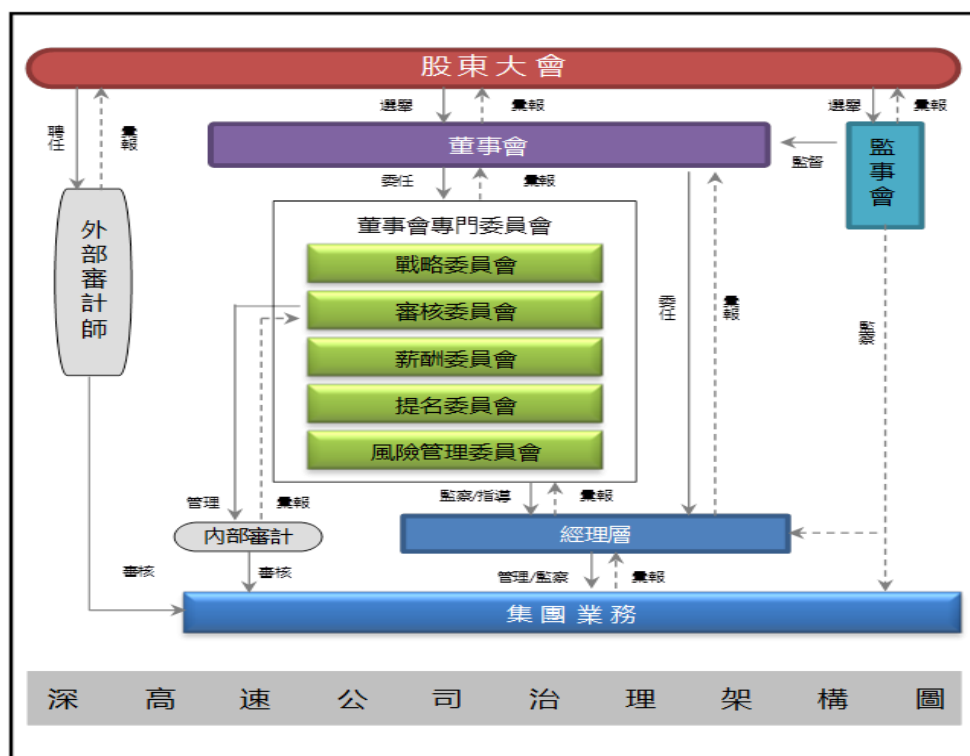 股東大會
聘任
彙報
選舉
彙報
選舉
彙報
董事會
監督
監事會
委任
彙報
外部審計師
董事會專門委員會
戰略委員會
審核委員會
薪酬委員會
提名委員會
風險管理委員會
委任
彙報
監察
管理
彙報
監察/指導
彙報
內部審計
經理層
審核
審核
管理/監察
彙報
集團業務
深高速公司治理架構圖